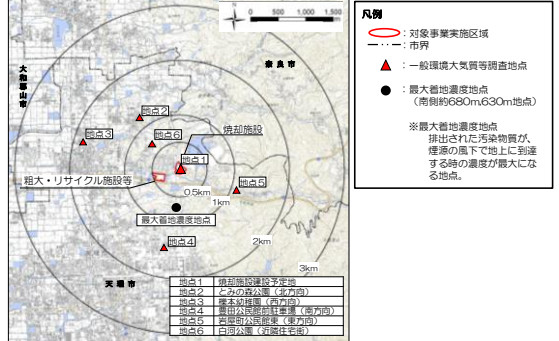 0 500 1,000 1,500
奈良市
大和郡山市
地点2
地点3
地点6
焼却施設
地点1
粗大・リサイクル施設等
地点5
0.5km
1km
最大着地濃度地点
地点4
2km
3km
天理市
地点1 焼却施設建設予定地
地点2 とみの森公園（北方向）
地点3 櫟本幼稚園（西方向）
地点4 豊田公民館前駐車場（南方向）
地点5 岩屋町公民館東（東方向）
地点6 白河公園（近隣住宅街）
凡例
：対象事業実施区域
：市界
：一般環境大気質等調査地点
：最大着地濃度地点
（南側約680m,630m地点）
※最大着地濃度地点
排出された汚染物質が、
煙源の風下で地上に到達
する時の濃度が最大にな
る地点。